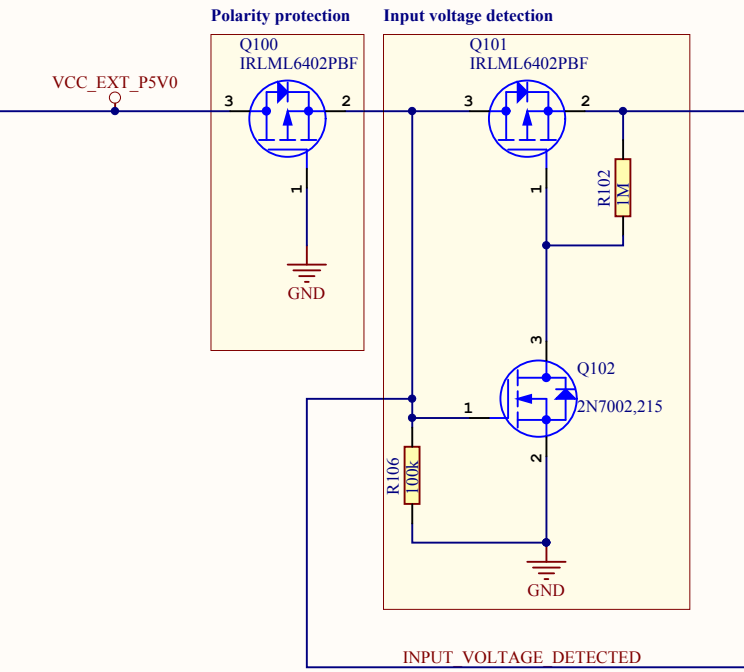 Polarity protection
Input voltage detection
Q100
IRLML6402PBF
Q101
IRLML6402PBF
VCC_EXT_P5V0
3
2
3
2
1
1
R102
1M
GND
3
Q102
1
2N7002,215
2
R106
100k
GND
INPUT_VOLTAGE_DETECTED